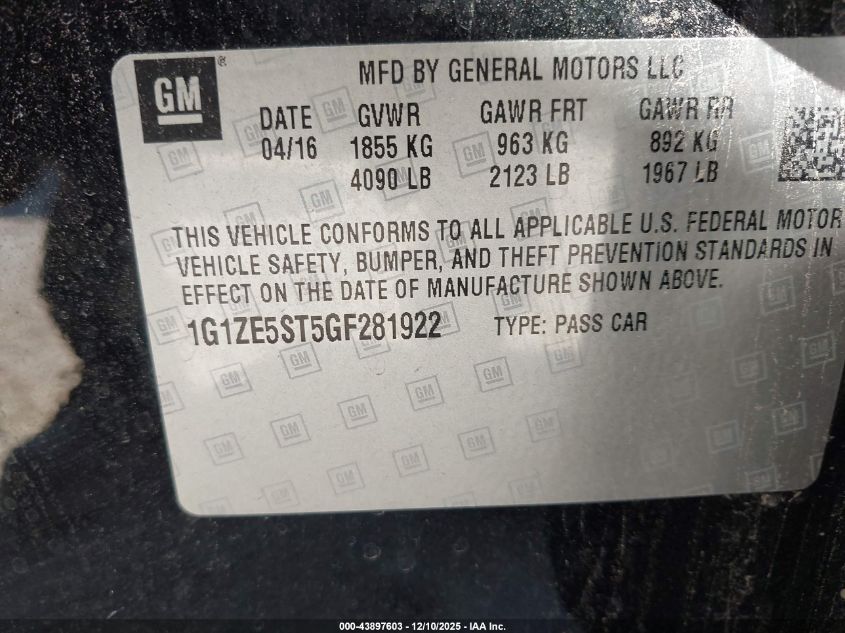 GM ®
MFD BY GENERAL MOTORS LLC
DATE GVWR GAWR FRT GAWR RR
04/16 1855 KG 963 KG 892 KG
4090 LB 2123 LB 1967 LB
THIS VEHICLE CONFORMS TO ALL APPLICABLE U.S. FEDERAL MOTOR
VEHICLE SAFETY, BUMPER, AND THEFT PREVENTION STANDARDS IN
EFFECT ON THE DATE OF MANUFACTURE SHOWN ABOVE.
1G1ZE5ST5GF281922 TYPE: PASS CAR
000-43897603 - 12/10/2025 - IAA Inc.